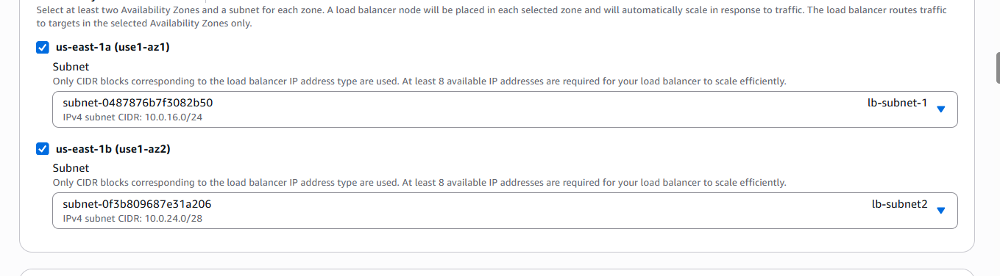 Select at least two Availability Zones and a subnet for each zone. A load balancer node will be placed in each selected zone and will automatically scale in response to traffic. The load balancer routes traffic
to targets in the selected Availability Zones only.
us-east-1a (use1-az1)
Subnet
Only CIDR blocks corresponding to the load balancer IP address type are used. At least 8 available IP addresses are required for your load balancer to scale efficiently.
subnet-0487876b7f3082b50 lb-subnet-1
IPv4 subnet CIDR: 10.0.16.0/24
us-east-1b (use1-az2)
Subnet
Only CIDR blocks corresponding to the load balancer IP address type are used. At least 8 available IP addresses are required for your load balancer to scale efficiently.
subnet-0f3b809687e31a206 lb-subnet2
IPv4 subnet CIDR: 10.0.24.0/28